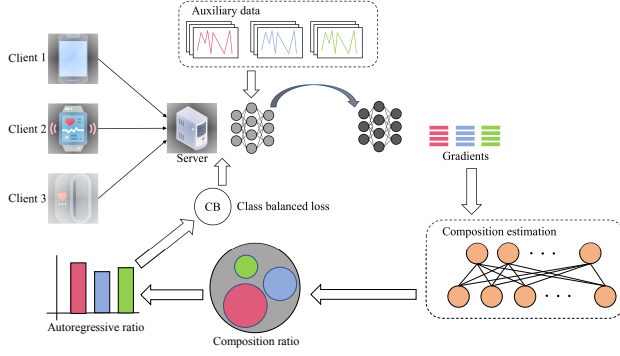 Auxiliary data
Client 1
Client 2
Server
Gradients
Client 3
CB
Class balanced loss
Composition estimation
Autoregressive ratio
Composition ratio